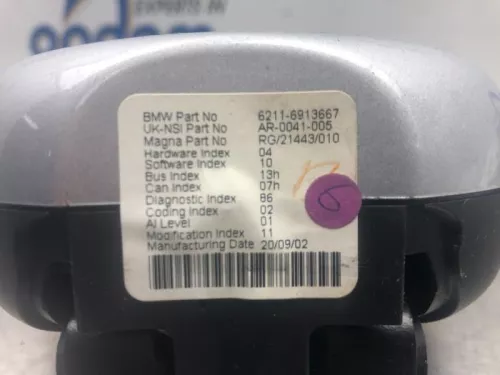 BMW Part No 6211-6913667
UK-NSI Part No AR-0041-005
Magna Part No RG/21443/010
Hardware Index 04
Software Index 10
Bus Index 13h
Can Index 07h
Diagnostic Index 86
Coding Index 02
AI Level 01
Modification Index 11
Manufacturing Date 20/09/02